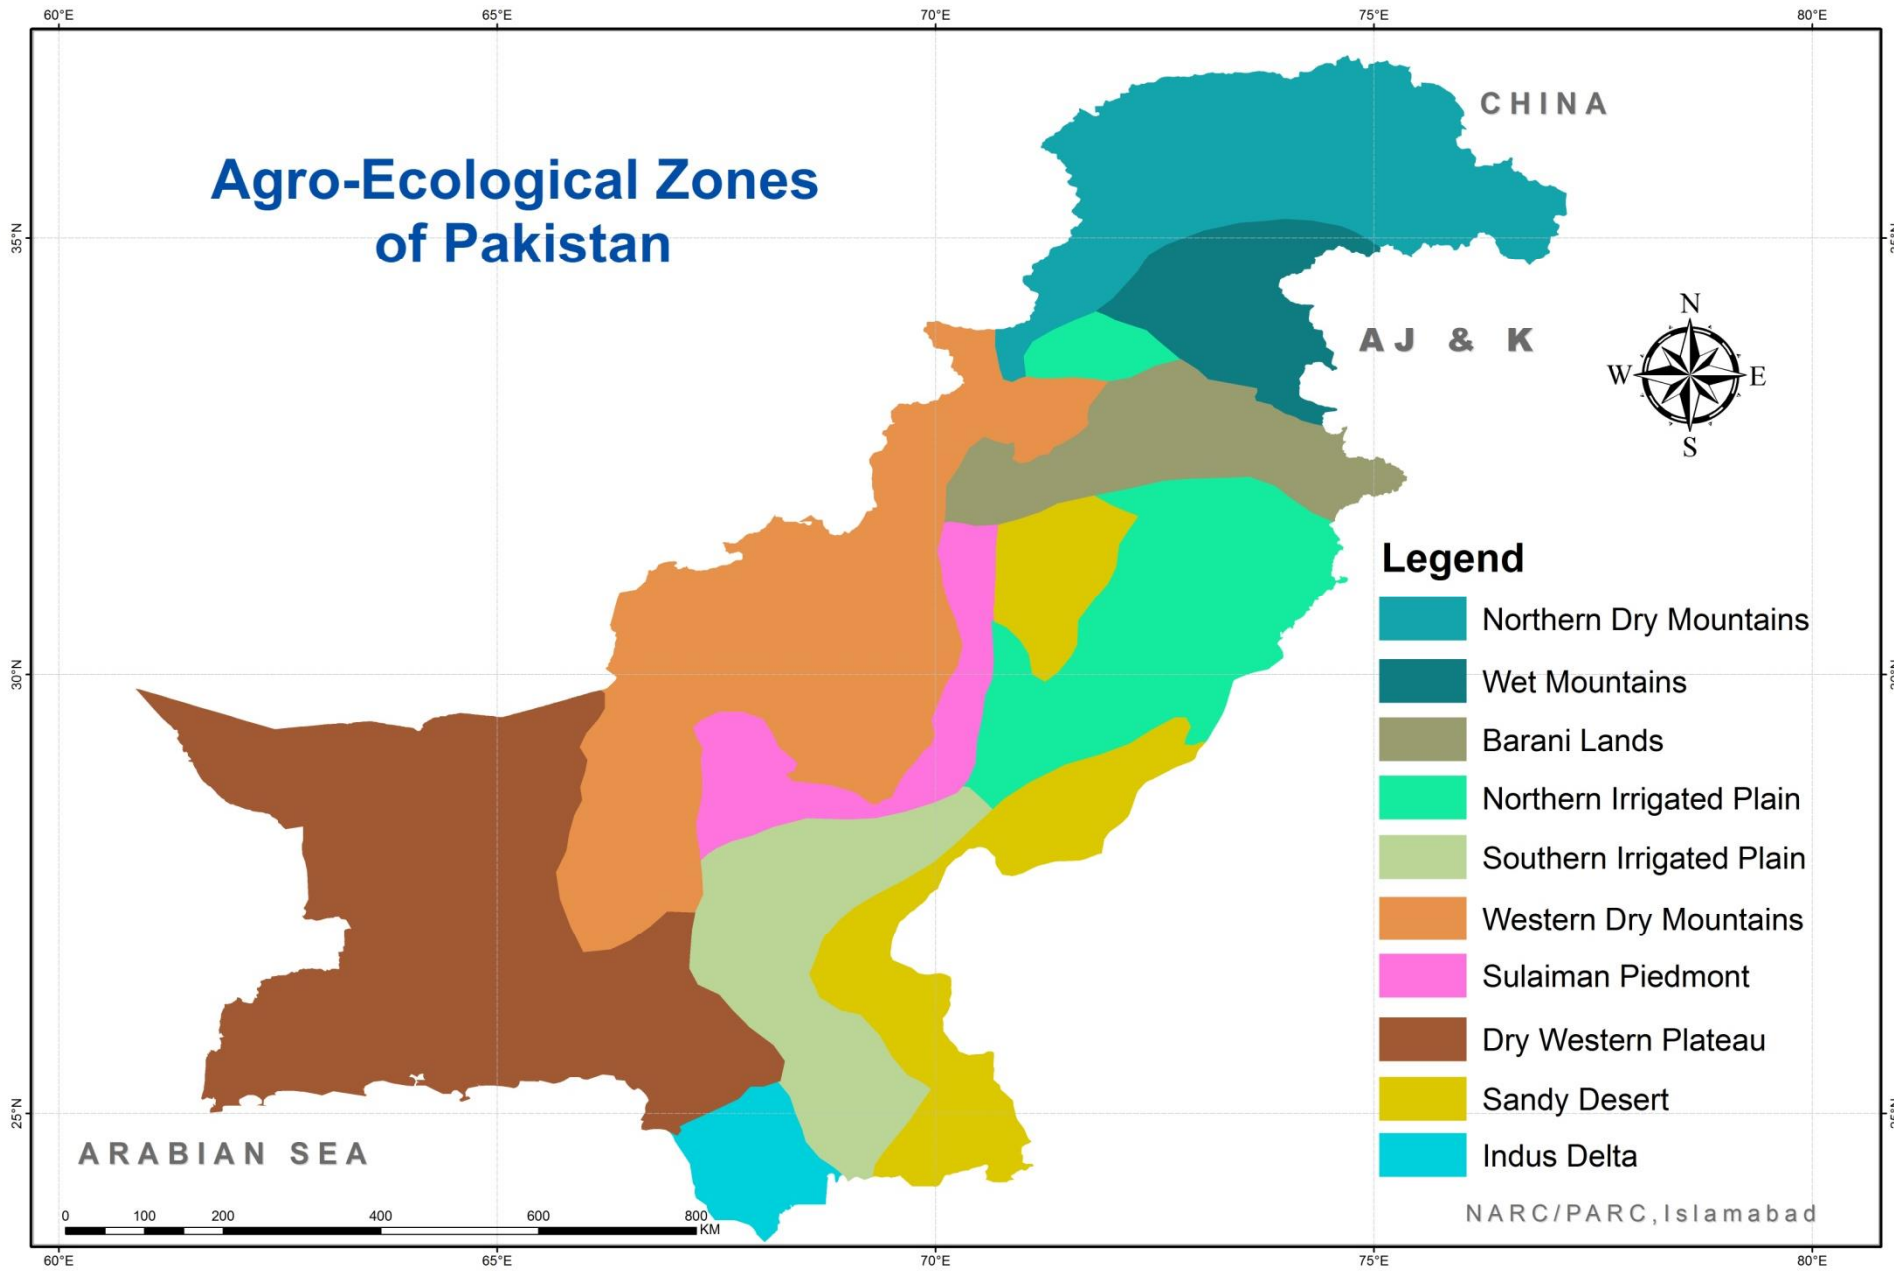 60°E 65°E 70°E 75°E 80°E
CHINA
Agro-Ecological Zones
of Pakistan
35°N 35°N
N
AJ & K
W E
S
Legend
Northern Dry Mountains
30°N 30°N
Wet Mountains
Barani Lands
Northern Irrigated Plain
Southern Irrigated Plain
Western Dry Mountains
Sulaiman Piedmont
Dry Western Plateau
Sandy Desert
25°N 25°N
ARABIAN SEA
Indus Delta
NARC/PARC, Islamabad
0 100 200 400 600 800
KM
60°E 65°E 70°E 75°E 80°E